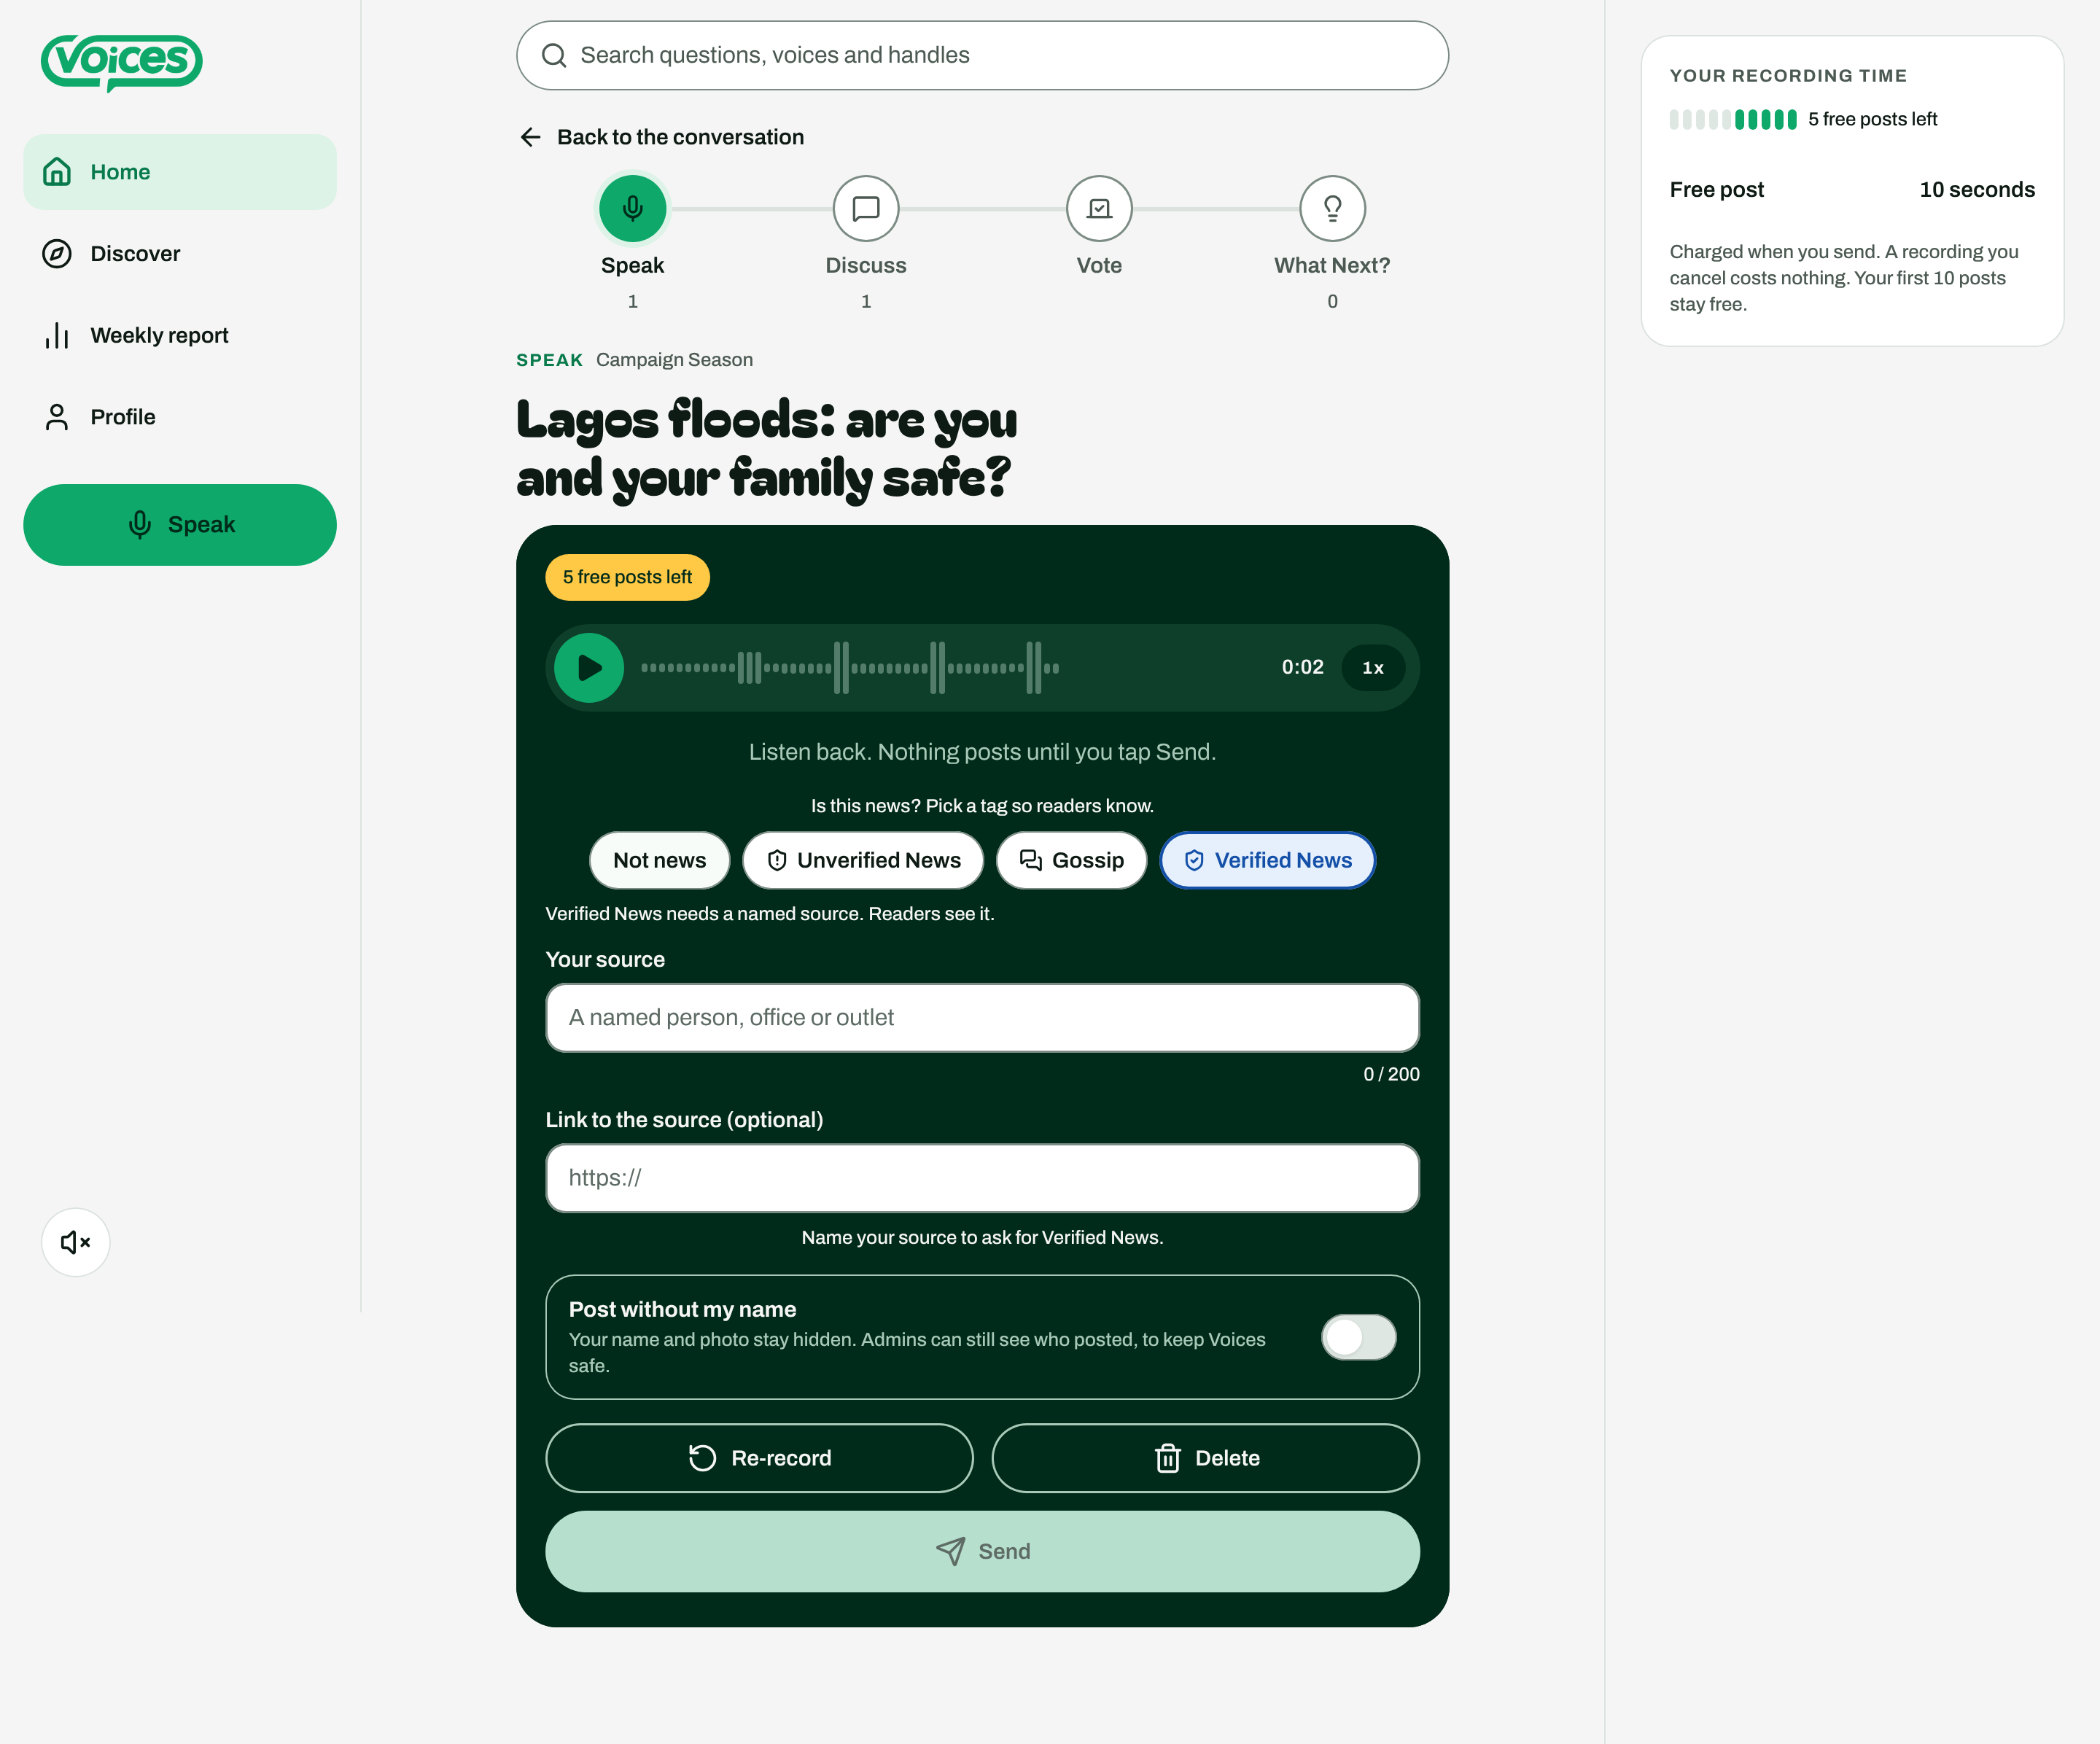 Voices
Home
Discover
Weekly report
Profile
Speak
Search questions, voices and handles
Back to the conversation
Speak
1
Discuss
1
Vote
What Next?
0
SPEAK Campaign Season
Lagos floods: are you
and your family safe?
5 free posts left
0:02
1x
Listen back. Nothing posts until you tap Send.
Is this news? Pick a tag so readers know.
Not news
Unverified News
Gossip
Verified News
Verified News needs a named source. Readers see it.
Your source
A named person, office or outlet
0 / 200
Link to the source (optional)
https://
Name your source to ask for Verified News.
Post without my name
Your name and photo stay hidden. Admins can still see who posted, to keep Voices
safe.
Re-record
Delete
Send
YOUR RECORDING TIME
5 free posts left
Free post 10 seconds
Charged when you send. A recording you
cancel costs nothing. Your first 10 posts
stay free.